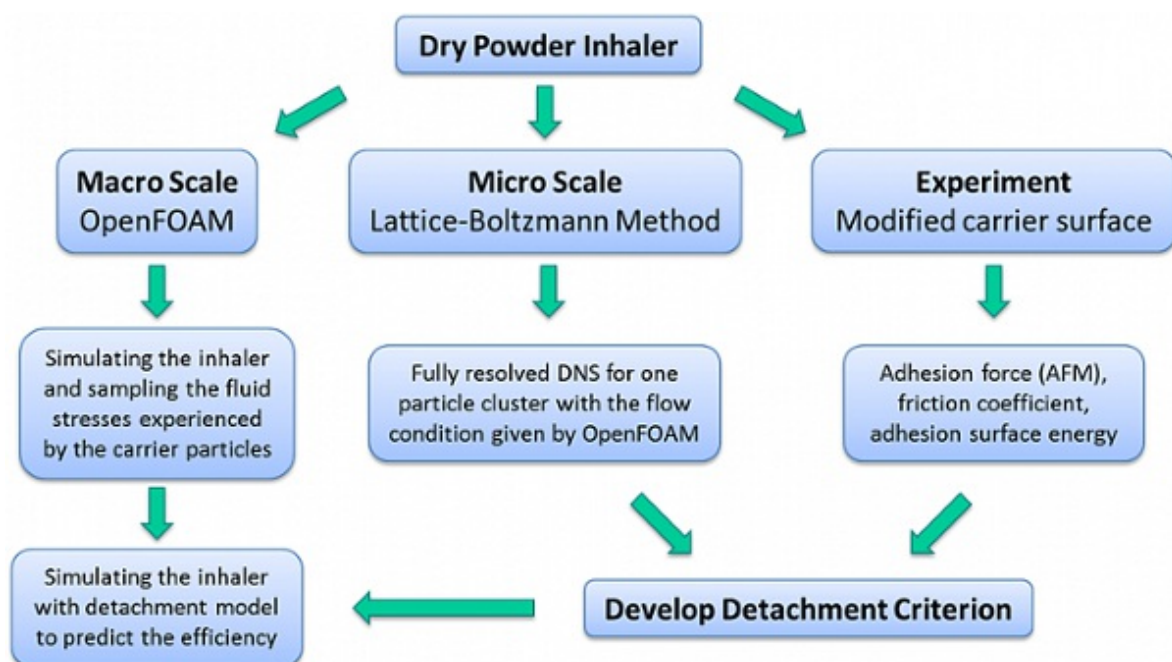 Dry Powder Inhaler
Macro Scale
OpenFOAM
Micro Scale
Lattice-Boltzmann Method
Experiment
Modified carrier surface
Simulating the inhaler
and sampling the fluid
stresses experienced
by the carrier particles
Fully resolved DNS for one
particle cluster with the flow
condition given by OpenFOAM
Adhesion force (AFM),
friction coefficient,
adhesion surface energy
Simulating the inhaler
with detachment model
to predict the efficiency
Develop Detachment Criterion